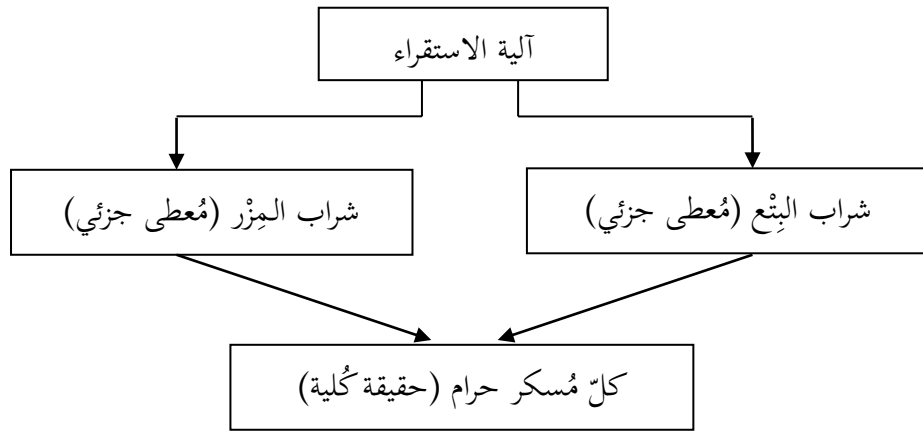 آلية الاستقراء
شراب البِتْع (مُعطى جزئي)
شراب المِزْر (مُعطى جزئي)
كلّ مُسكر حرام (حقيقة كُلية)